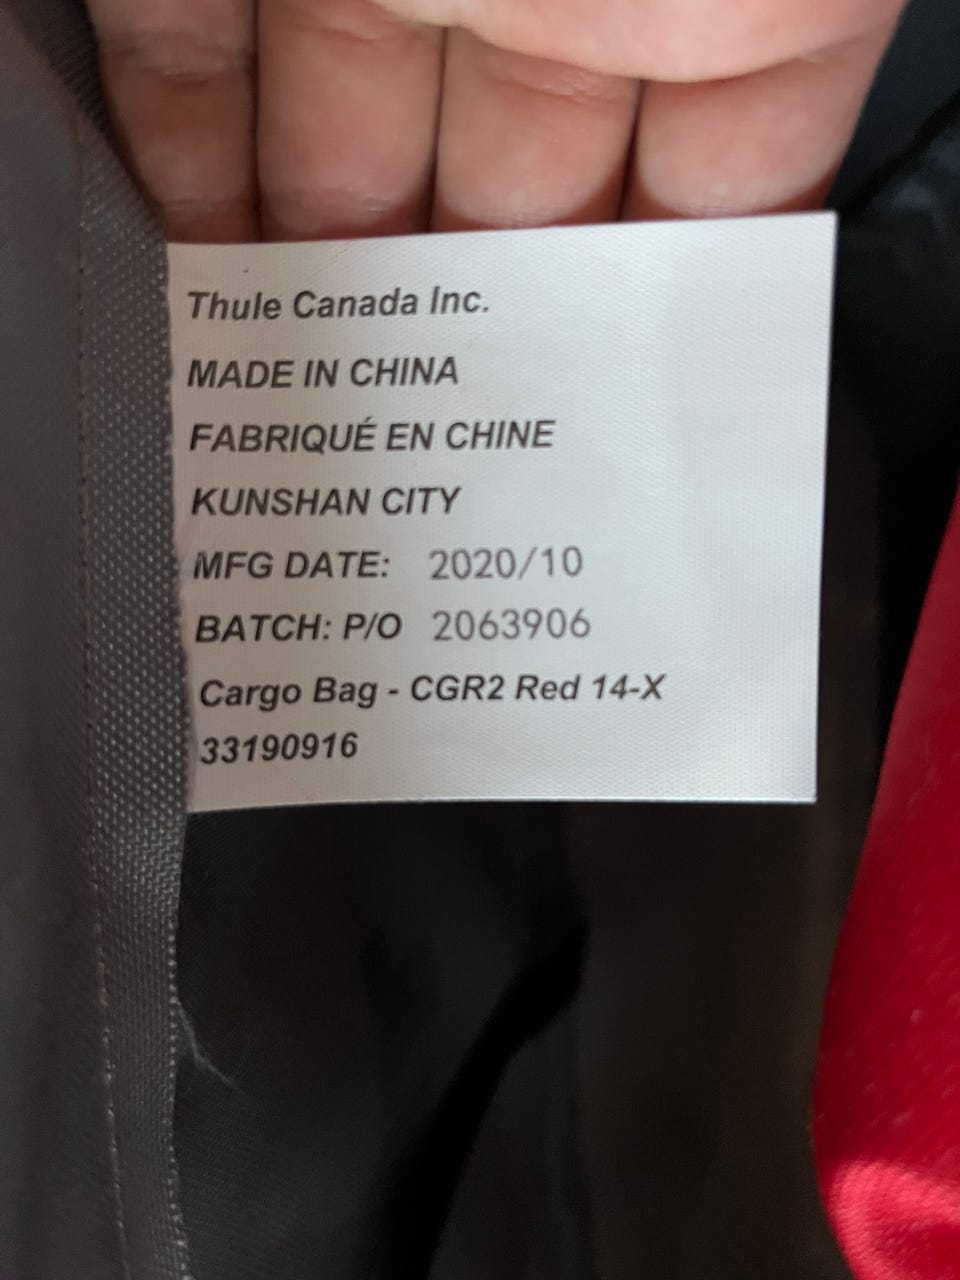 Thule Canada Inc.
MADE IN CHINA
FABRIQUÉ EN CHINE
KUNSHAN CITY
MFG DATE: 2020/10
BATCH: P/O 2063906
Cargo Bag - CGR2 Red 14-X
33190916